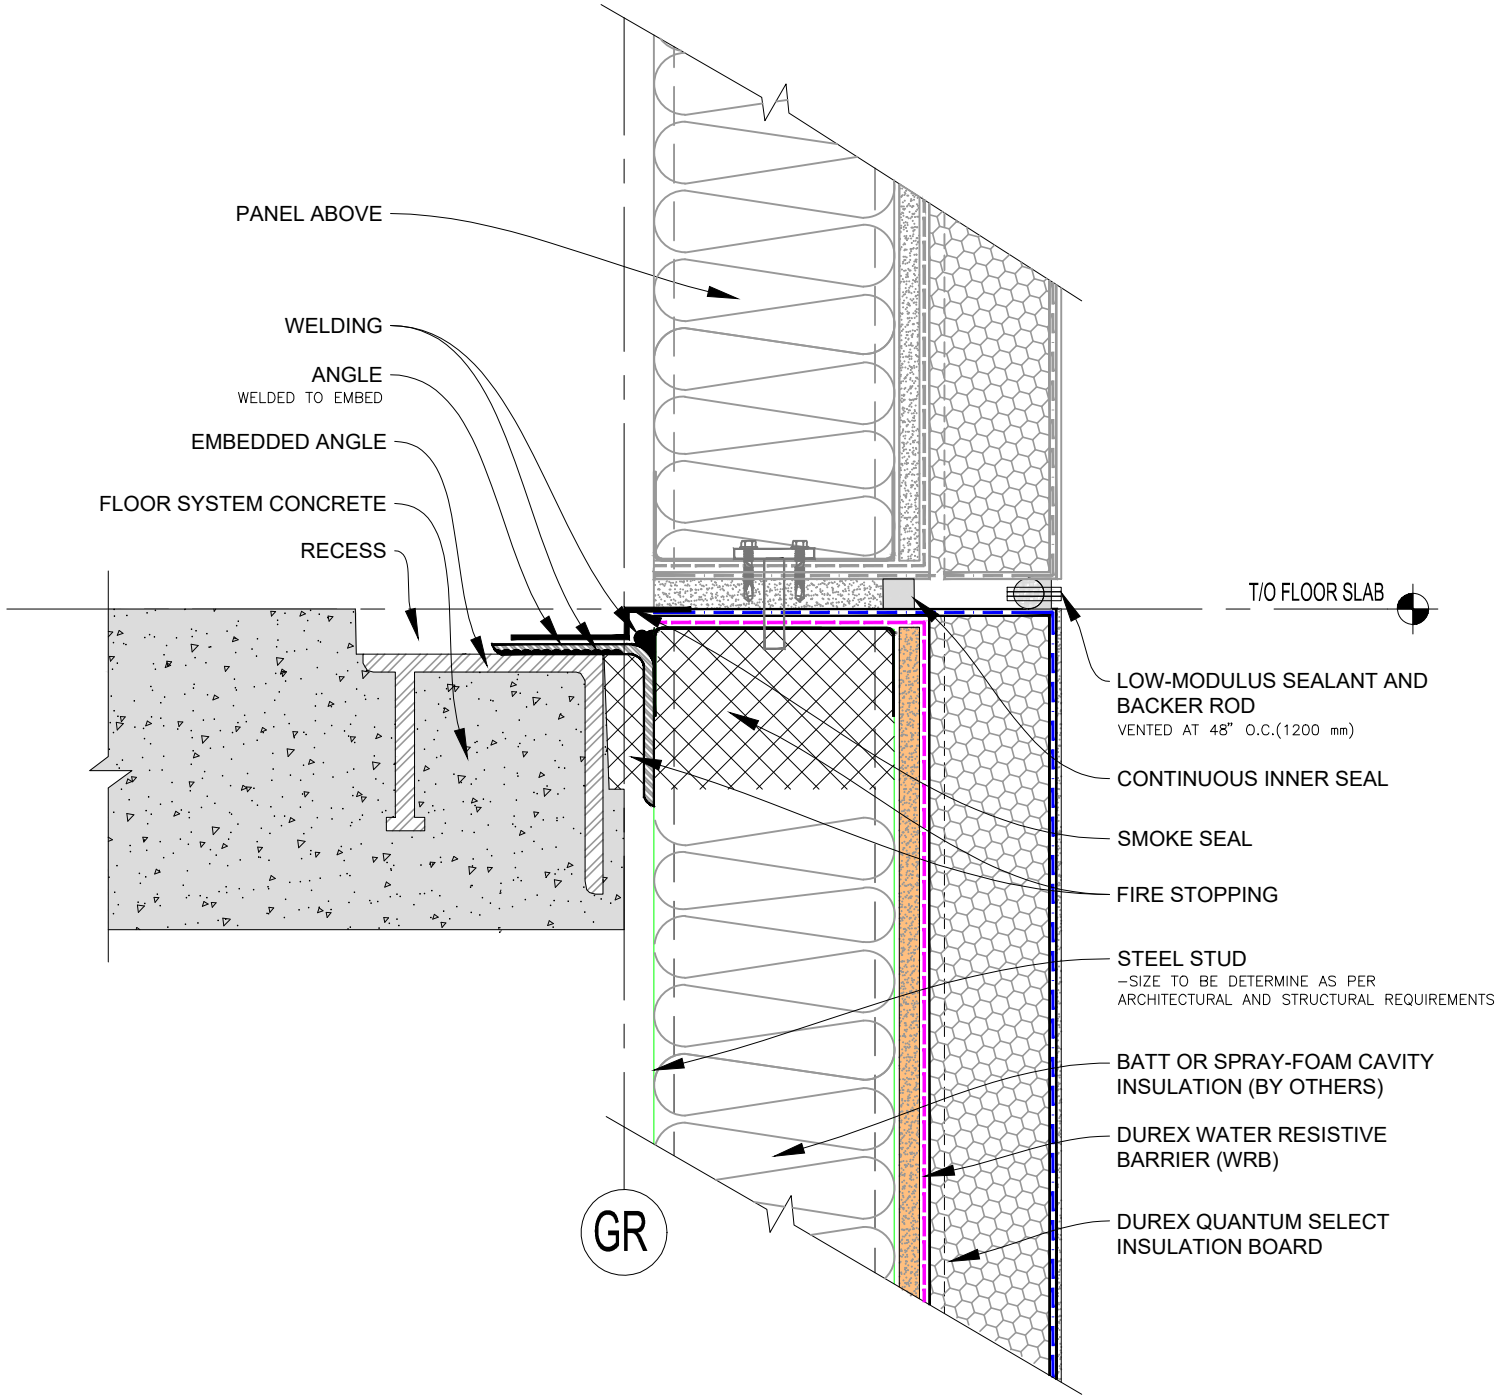 PANEL ABOVE
WELDING
ANGLE
WELDED TO EMBED
EMBEDDED ANGLE
FLOOR SYSTEM CONCRETE
RECESS
T/O FLOOR SLAB
LOW-MODULUS SEALANT AND
BACKER ROD
VENTED AT 48" O.C.(1200 mm)
CONTINUOUS INNER SEAL
SMOKE SEAL
FIRE STOPPING
STEEL STUD
-SIZE TO BE DETERMINE AS PER
ARCHITECTURAL AND STRUCTURAL REQUIREMENTS
BATT OR SPRAY-FOAM CAVITY
INSULATION (BY OTHERS)
DUREX WATER RESISTIVE
BARRIER (WRB)
DUREX QUANTUM SELECT
INSULATION BOARD
GR